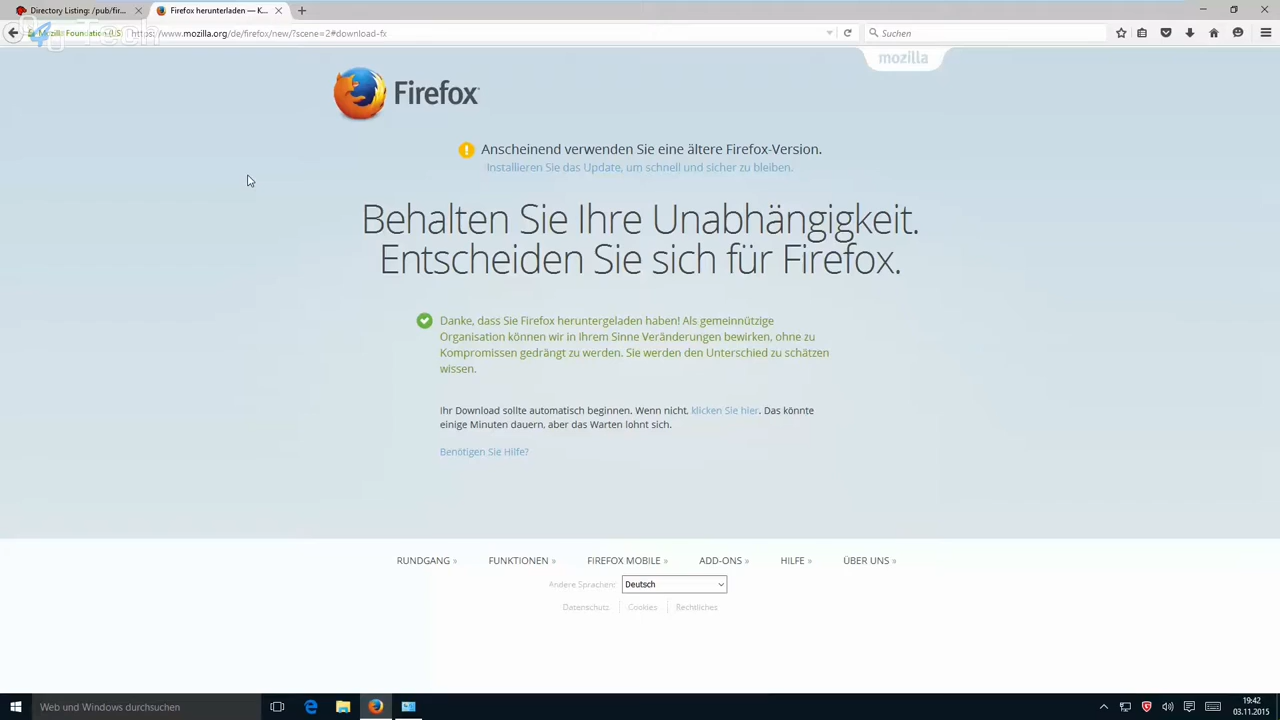 Directory Listing: /pub/fir...
Firefox herunterladen — K...
Mozilla Foundation (US)
https://www.mozilla.org/de/firefox/new/?scene=2#download-fx
Suchen
mozilla
Firefox
Anscheinend verwenden Sie eine ältere Firefox-Version.
Installieren Sie das Update, um schnell und sicher zu bleiben.
Behalten Sie Ihre Unabhängigkeit.
Entscheiden Sie sich für Firefox.
Danke, dass Sie Firefox heruntergeladen haben! Als gemeinnützige
Organisation können wir in Ihrem Sinne Veränderungen bewirken, ohne zu
Kompromissen gedrängt zu werden. Sie werden den Unterschied zu schätzen
wissen.
Ihr Download sollte automatisch beginnen. Wenn nicht, klicken Sie hier. Das könnte
einige Minuten dauern, aber das Warten lohnt sich.
Benötigen Sie Hilfe?
RUNDGANG » FUNKTIONEN » FIREFOX MOBILE » ADD-ONS » HILFE » ÜBER UNS »
Andere Sprachen: Deutsch
Datenschutz Cookies Rechtliches
Web und Windows durchsuchen
19:42
03.11.2015